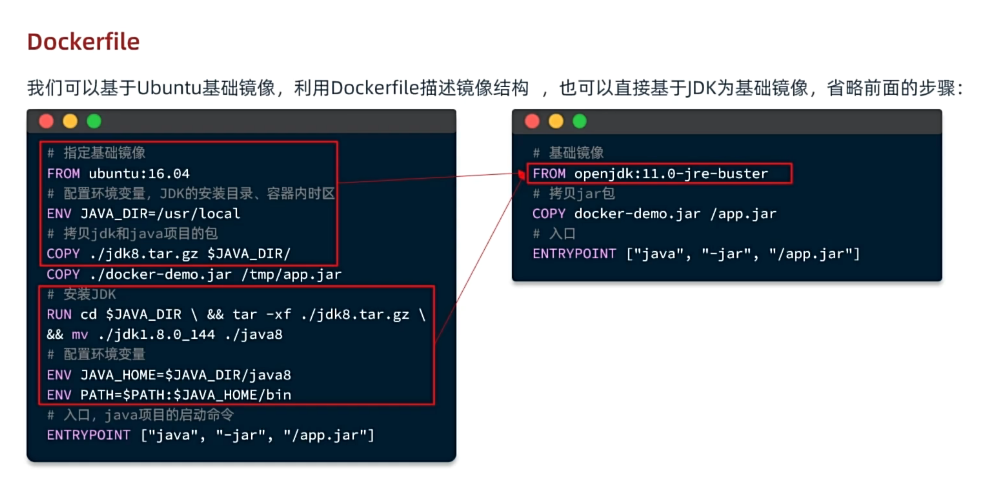 Dockerfile
我们可以基于Ubuntu基础镜像，利用Dockerfile描述镜像结构 ，也可以直接基于JDK为基础镜像，省略前面的步骤：
# 指定基础镜像
FROM ubuntu:16.04
# 配置环境变量，JDK的安装目录、容器内时区
ENV JAVA_DIR=/usr/local
# 拷贝jdk和java项目的包
COPY ./jdk8.tar.gz $JAVA_DIR/
COPY ./docker-demo.jar /tmp/app.jar
# 安装JDK
RUN cd $JAVA_DIR \ && tar -xf ./jdk8.tar.gz \
&& mv ./jdk1.8.0_144 ./java8
# 配置环境变量
ENV JAVA_HOME=$JAVA_DIR/java8
ENV PATH=$PATH:$JAVA_HOME/bin
# 入口，java项目的启动命令
ENTRYPOINT ["java", "-jar", "/app.jar"]
# 基础镜像
FROM openjdk:11.0-jre-buster
# 拷贝jar包
COPY docker-demo.jar /app.jar
# 入口
ENTRYPOINT ["java", "-jar", "/app.jar"]